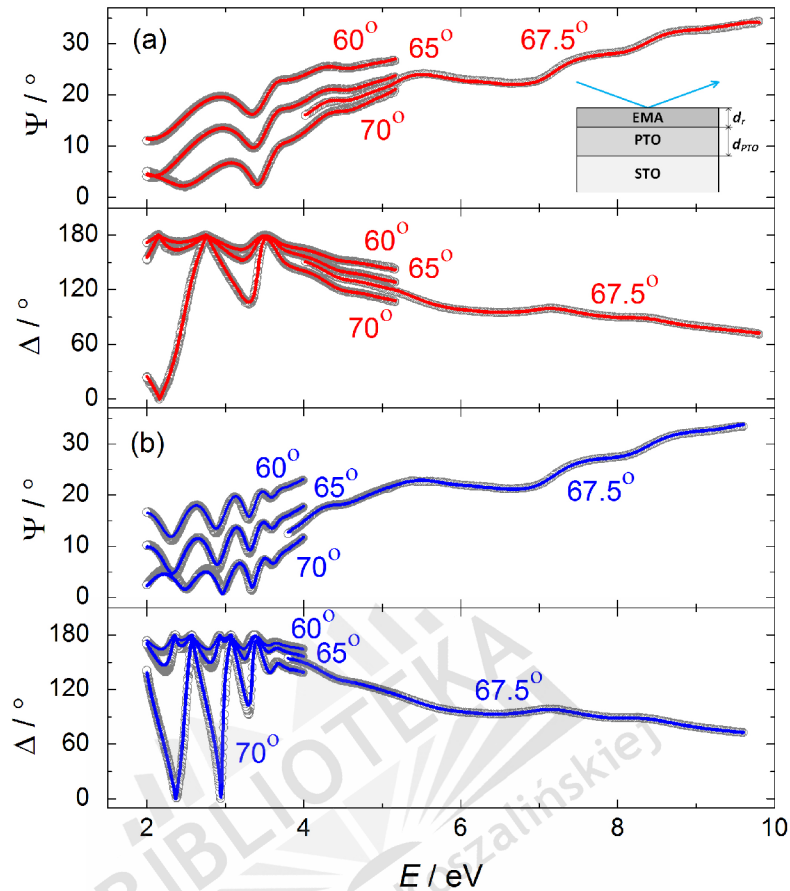 (a)
60°
65°
67.5°
70°
EMA
PTO
STO
d_r
d_PTO
Ψ / °
30
20
10
0
60°
65°
67.5°
70°
Δ / °
180
120
60
0
(b)
60°
65°
67.5°
70°
Ψ / °
30
20
10
0
60°
65°
67.5°
70°
Δ / °
180
120
60
0
2 4 6 8 10
E / eV
BIBLIOTEKA
oszalińskiej